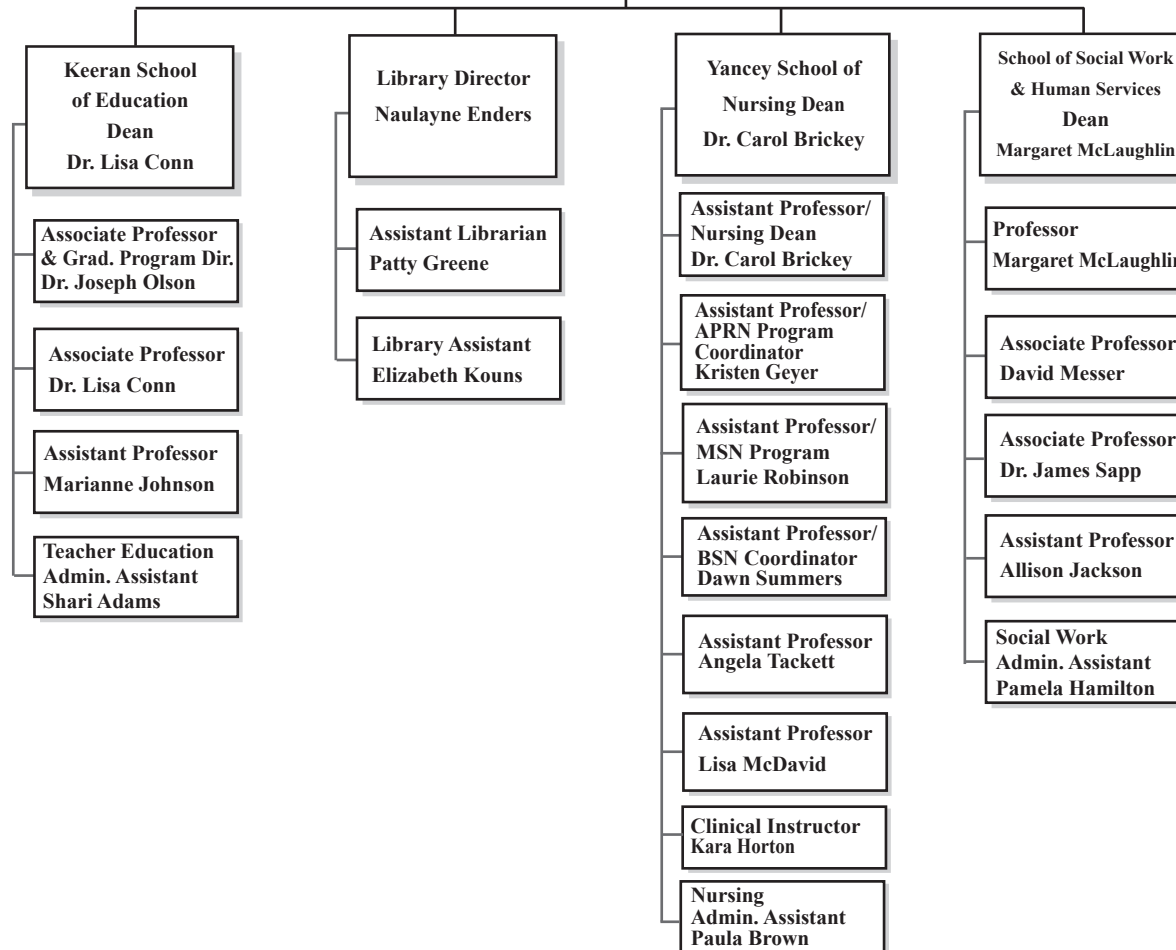 Keeran School
of Education
Dean
Dr. Lisa Conn
Associate Professor
& Grad. Program Dir.
Dr. Joseph Olson
Associate Professor
Dr. Lisa Conn
Assistant Professor
Marianne Johnson
Teacher Education
Admin. Assistant
Shari Adams
Library Director
Naulayne Enders
Assistant Librarian
Patty Greene
Library Assistant
Elizabeth Kouns
Yancey School of
Nursing Dean
Dr. Carol Brickey
Assistant Professor/
Nursing Dean
Dr. Carol Brickey
Assistant Professor/
APRN Program
Coordinator
Kristen Geyer
Assistant Professor/
MSN Program
Laurie Robinson
Assistant Professor/
BSN Coordinator
Dawn Summers
Assistant Professor
Angela Tackett
Assistant Professor
Lisa McDavid
Clinical Instructor
Kara Horton
Nursing
Admin. Assistant
Paula Brown
School of Social Work
& Human Services
Dean
Margaret McLaughlin
Professor
Margaret McLaughlin
Associate Professor
David Messer
Associate Professor
Dr. James Sapp
Assistant Professor
Allison Jackson
Social Work
Admin. Assistant
Pamela Hamilton